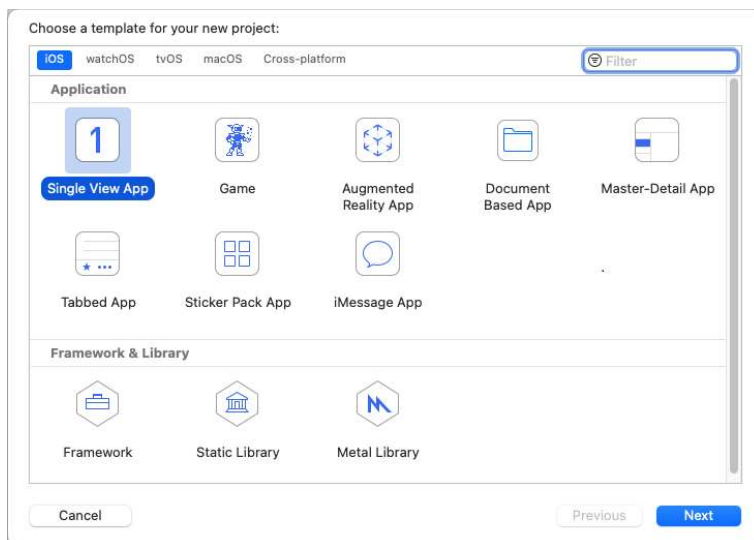 Choose a template for your new project:
iOS watchOS tvOS macOS Cross-platform Filter
Application
1
Single View App Game Augmented Reality App Document Based App Master-Detail App
Tabbed App Sticker Pack App iMessage App
Framework & Library
Framework Static Library Metal Library
Cancel Previous Next